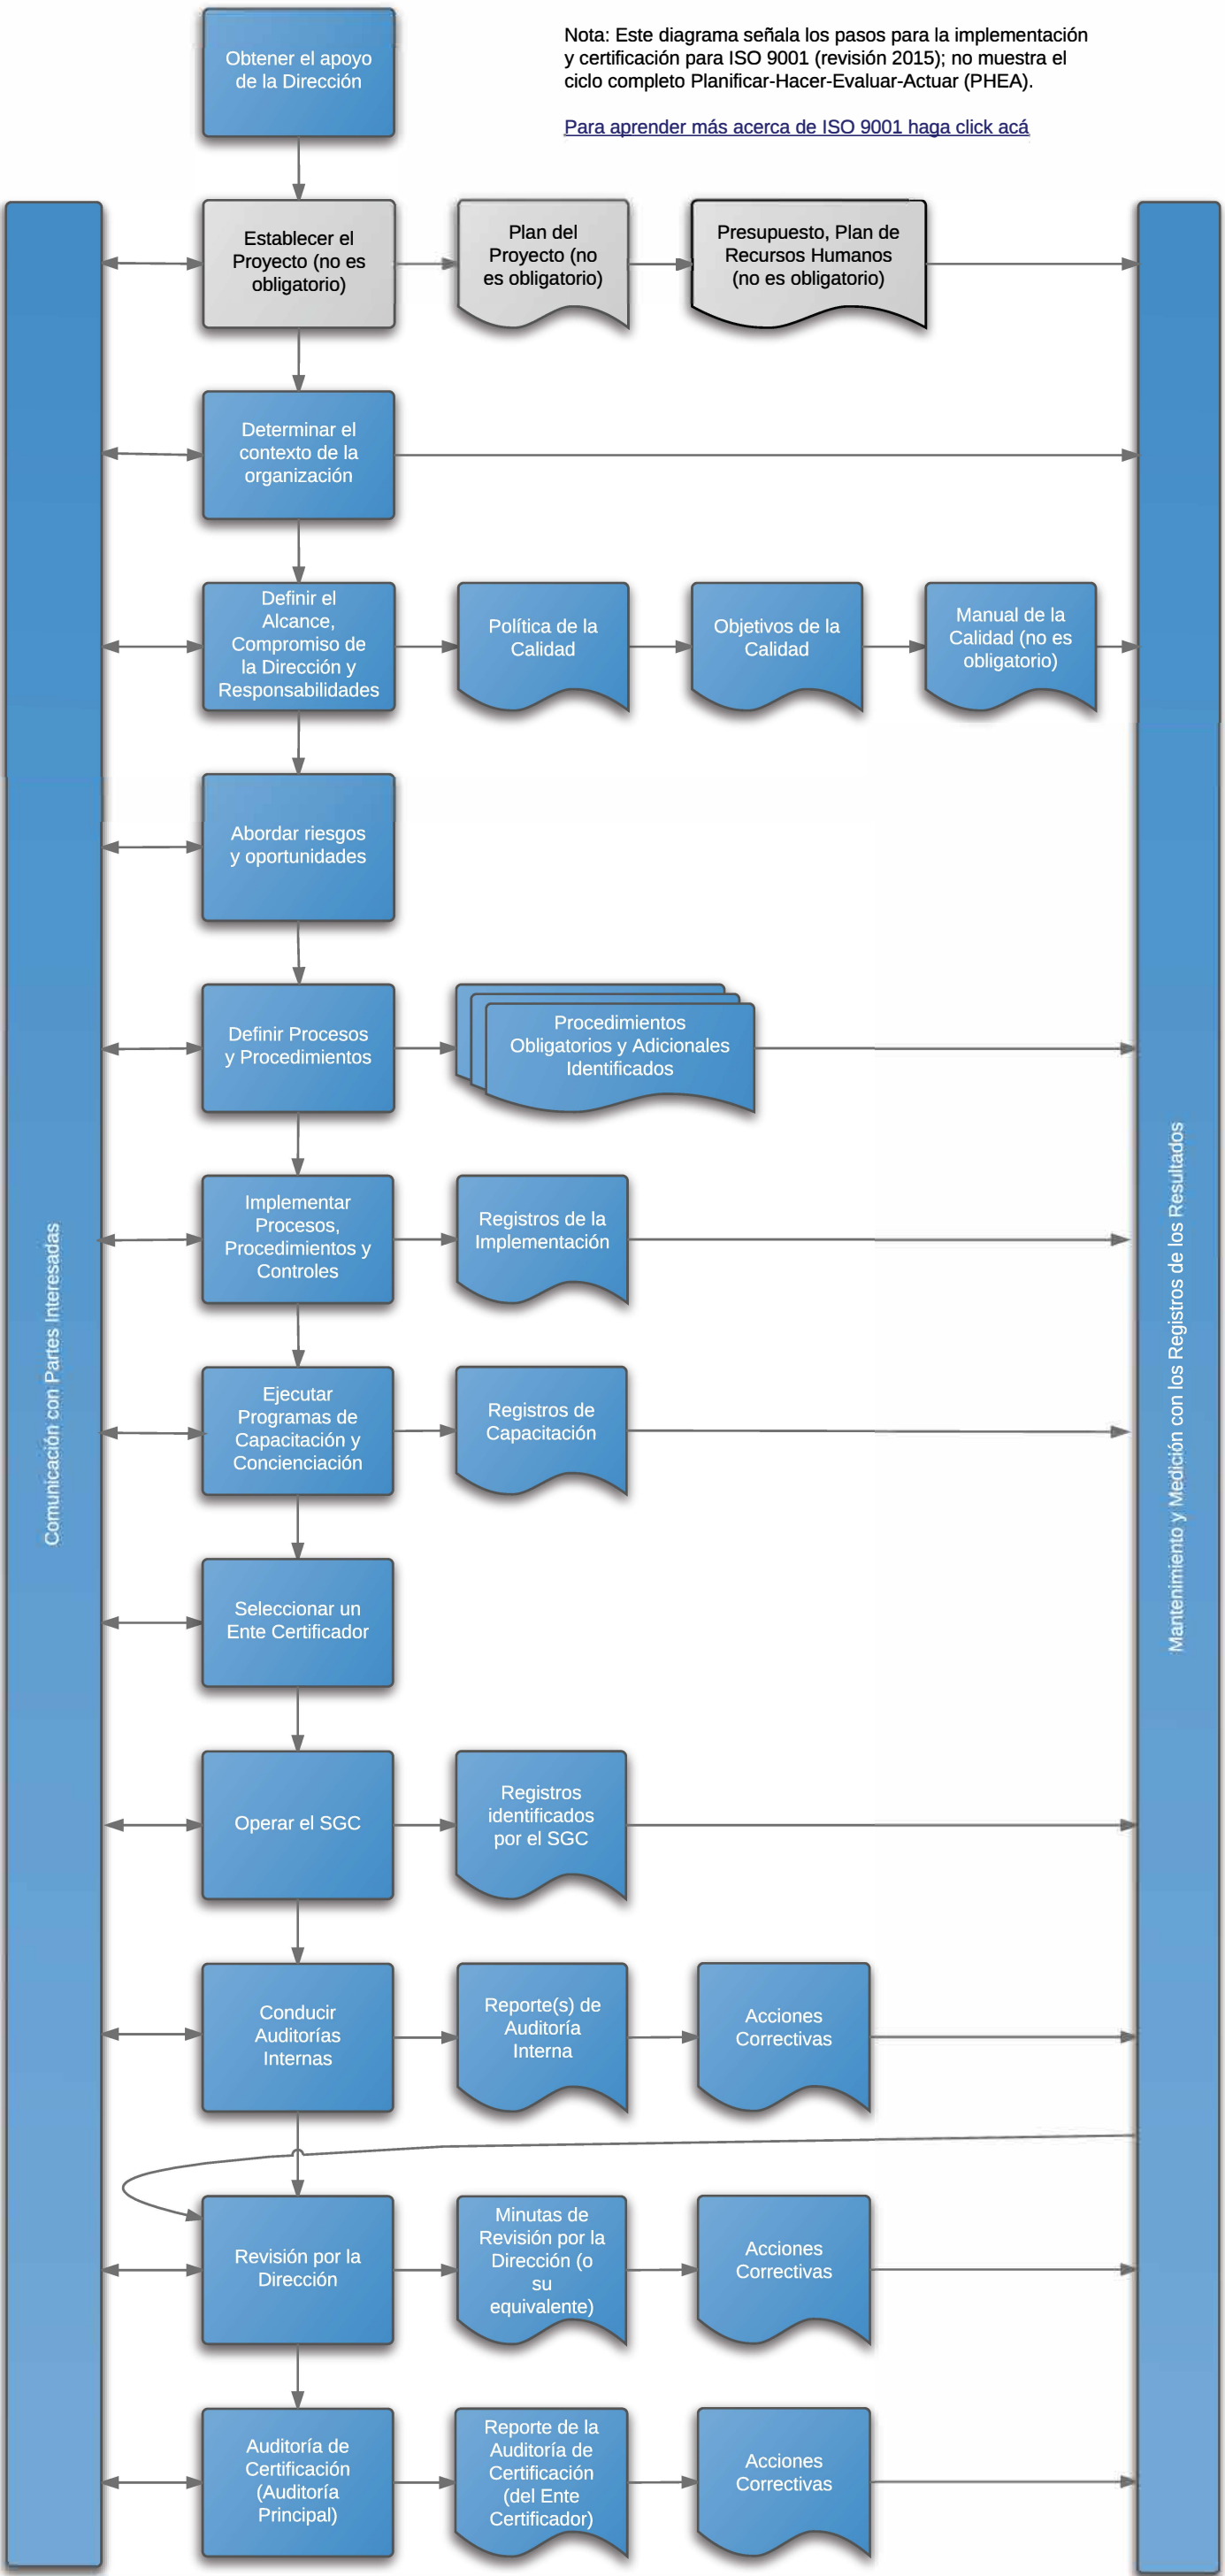 Obtener el apoyo
de la Dirección
Nota: Este diagrama señala los pasos para la implementación
y certificación para ISO 9001 (revisión 2015); no muestra el
ciclo completo Planificar-Hacer-Evaluar-Actuar (PHEA).
Para aprender más acerca de ISO 9001 haga click acá
Establecer el
Proyecto (no es
obligatorio)
Plan del
Proyecto (no
es obligatorio)
Presupuesto, Plan de
Recursos Humanos
(no es obligatorio)
Determinar el
contexto de la
organización
Definir el
Alcance,
Compromiso de
la Dirección y
Responsabilidades
Política de la
Calidad
Objetivos de la
Calidad
Manual de la
Calidad (no es
obligatorio)
Abordar riesgos
y oportunidades
Definir Procesos
y Procedimientos
Procedimientos
Obligatorios y Adicionales
Identificados
Implementar
Procesos,
Procedimientos y
Controles
Registros de la
Implementación
Ejecutar
Programas de
Capacitación y
Concienciación
Registros de
Capacitación
Seleccionar un
Ente Certificador
Operar el SGC
Registros
identificados
por el SGC
Conducir
Auditorías
Internas
Reporte(s) de
Auditoría
Interna
Acciones
Correctivas
Revisión por la
Dirección
Minutas de
Revisión por la
Dirección (o
su
equivalente)
Acciones
Correctivas
Auditoría de
Certificación
(Auditoría
Principal)
Reporte de la
Auditoría de
Certificación
(del Ente
Certificador)
Acciones
Correctivas
Comunicación con Partes Interesadas
Mantenimiento y Medición con los Registros de los Resultados